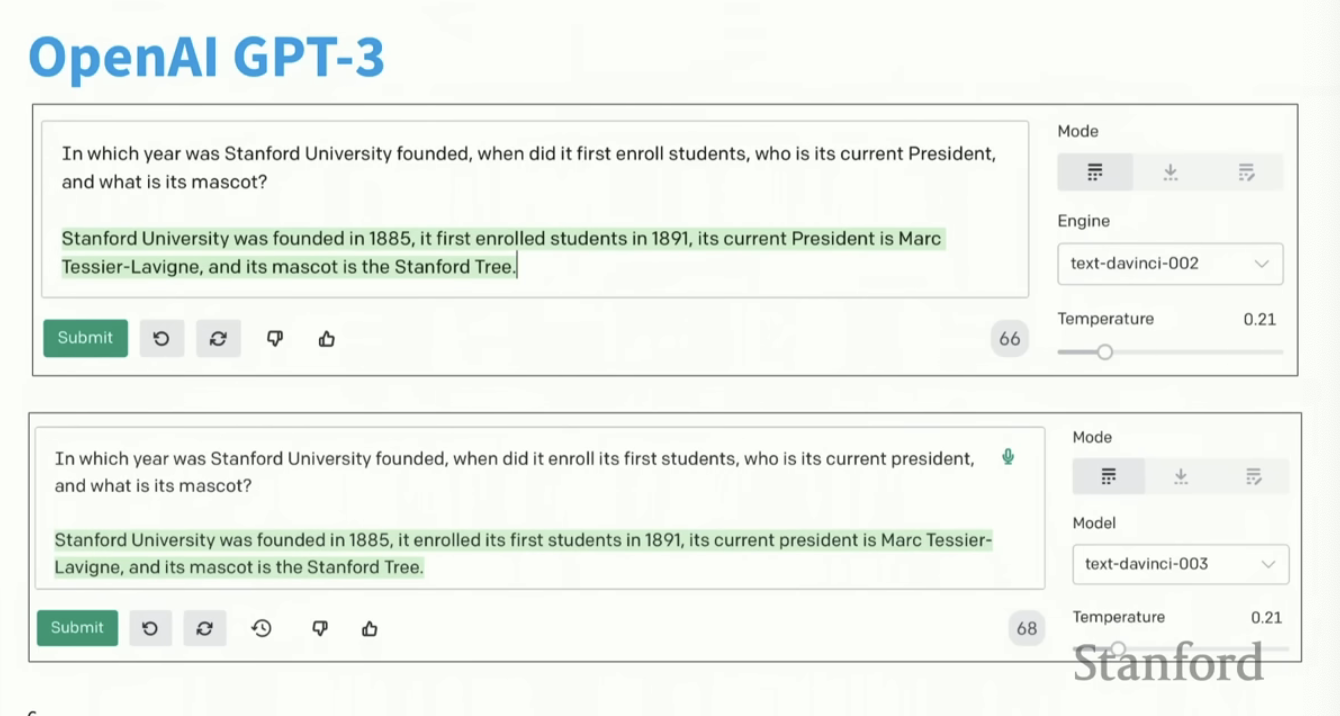 OpenAI GPT-3
In which year was Stanford University founded, when did it first enroll students, who is its current President,
and what is its mascot?
Stanford University was founded in 1885, it first enrolled students in 1891, its current President is Marc
Tessier-Lavigne, and its mascot is the Stanford Tree.
Submit
66
Mode
Engine
text-davinci-002
Temperature 0.21
In which year was Stanford University founded, when did it enroll its first students, who is its current president,
and what is its mascot?
Stanford University was founded in 1885, it enrolled its first students in 1891, its current president is Marc Tessier-
Lavigne, and its mascot is the Stanford Tree.
Submit
68
Mode
Model
text-davinci-003
Temperature 0.21
Stanford